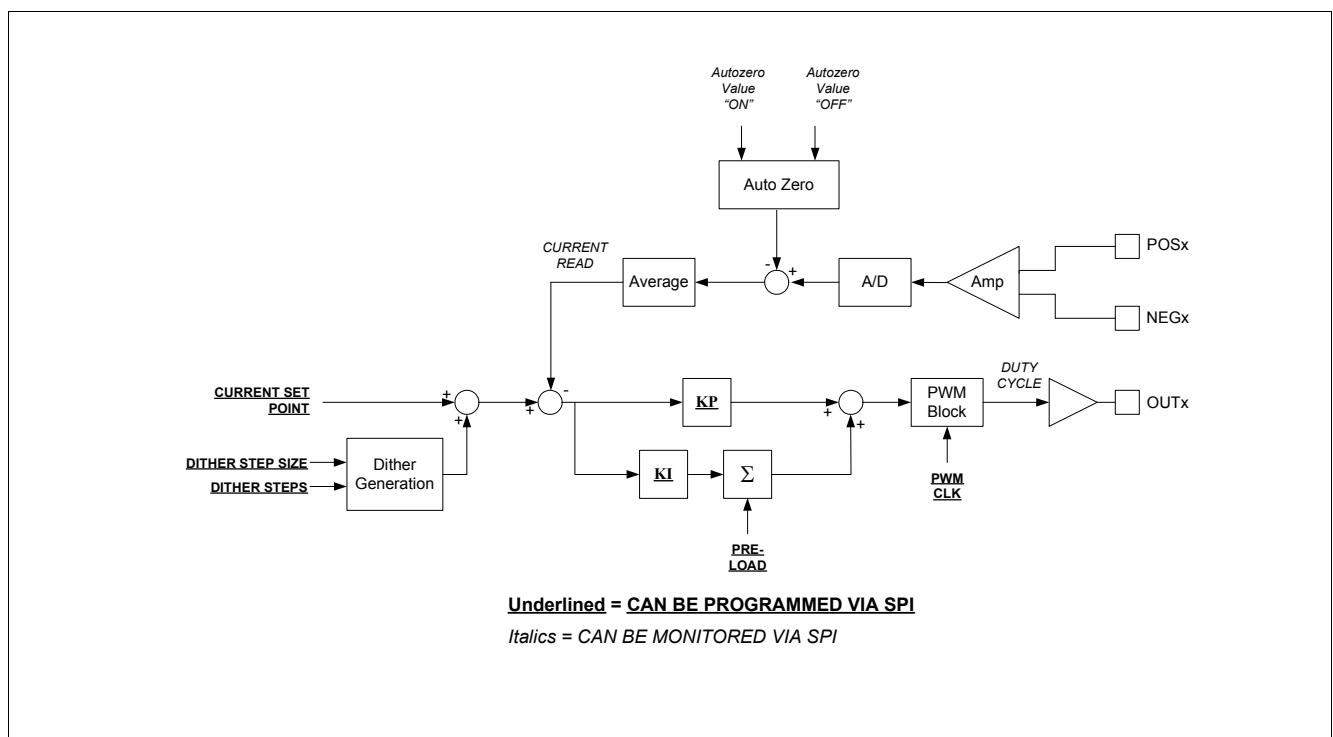 Autozero
Value
“ON”
Autozero
Value
“OFF”
Auto Zero
CURRENT
READ
-
+
POSx
Average
A/D
Amp
NEGx
DUTY
CYCLE
CURRENT SET
POINT
+
+
-
+
KP
+
+
PWM
Block
OUTx
DITHER STEP SIZE
DITHER STEPS
Dither
Generation
KI
Σ
PWM
CLK
PRE-
LOAD
Underlined = CAN BE PROGRAMMED VIA SPI
Italics = CAN BE MONITORED VIA SPI